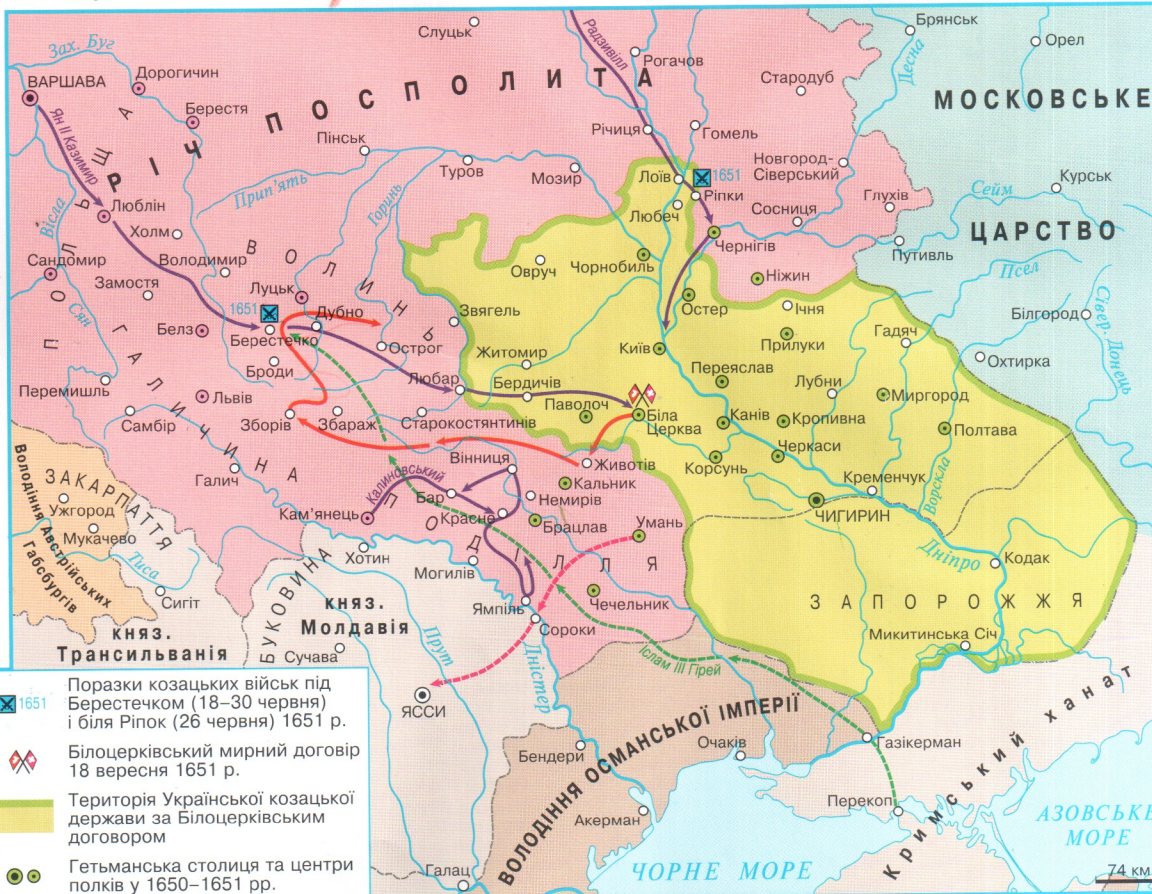 Брянськ
Орел
Слуцьк
Зах. Буг
Радзивілл
Рогачов
Десна
Дорогичин
ВАРШАВА
Стародуб
Берестя
МОСКОВСЬКЕ
РІЧ ПОСПОЛИТА
ПОЛЬЩА
Ян II Казимир
Пінськ
Річиця
Гомель
Туров
Мозир
Новгород-
Сіверський
Лоїв
1651
Ріпки
Курськ
Сейм
Прип'ять
Горинь
Вісла
Люблін
Любеч
Сосниця
Глухів
Холм
ВОЛИНЬ
ЦАРСТВО
Чернігів
Путивль
Сандомир
Володимир
Овруч
Чорнобиль
Псел
Замостя
Луцьк
Ніжин
Сян
1651
Дубно
Звягель
Остер
Ічня
Сівер. Донець
Білгород
Белз
Берестечко
Гадяч
Острог
Київ
Прилуки
Охтирка
Броди
Житомир
Переяслав
Перемишль
Любар
Бердичів
Лубни
Миргород
Львів
Паволоч
Біла
Церква
Канів
Кропивна
Полтава
Самбір
Зборів
Збараж
Старокостянтинів
Черкаси
ГАЛИЧИНА
Корсунь
Вінниця
Животів
Галич
Калиновський
Кальник
Кременчук
Ворскла
Володіння Австрійських
Габсбургів
ЗАКАРПАТТЯ
Бар
Немирів
Ужгород
Кам'янець
Красне
Брацлав
Умань
ЧИГИРИН
Мукачево
ПОДІЛЛЯ
Хотин
Дніпро
Кодак
Тиса
Могилів
БУКОВИНА
Сигіт
Чечельник
ЗАПОРОЖЖЯ
княз.
Молдавія
Ямпіль
Сороки
княз.
Трансильванія
Микитинська Січ
Сучава
Прут
Дністер
Іслам III Гірей
ЯССИ
ВОЛОДІННЯ ОСМАНСЬКОЇ ІМПЕРІЇ
Кримський ханат
Газікерман
Бендери
Очаків
Перекоп
Акерман
АЗОВСЬКЕ
МОРЕ
ЧОРНЕ МОРЕ
Галац
74 км
1651
Поразки козацьких військ під
Берестечком (18–30 червня)
і біля Ріпок (26 червня) 1651 р.
Білоцерківський мирний договір
18 вересня 1651 р.
Територія Української козацької
держави за Білоцерківським
договором
Гетьманська столиця та центри
полків у 1650–1651 рр.